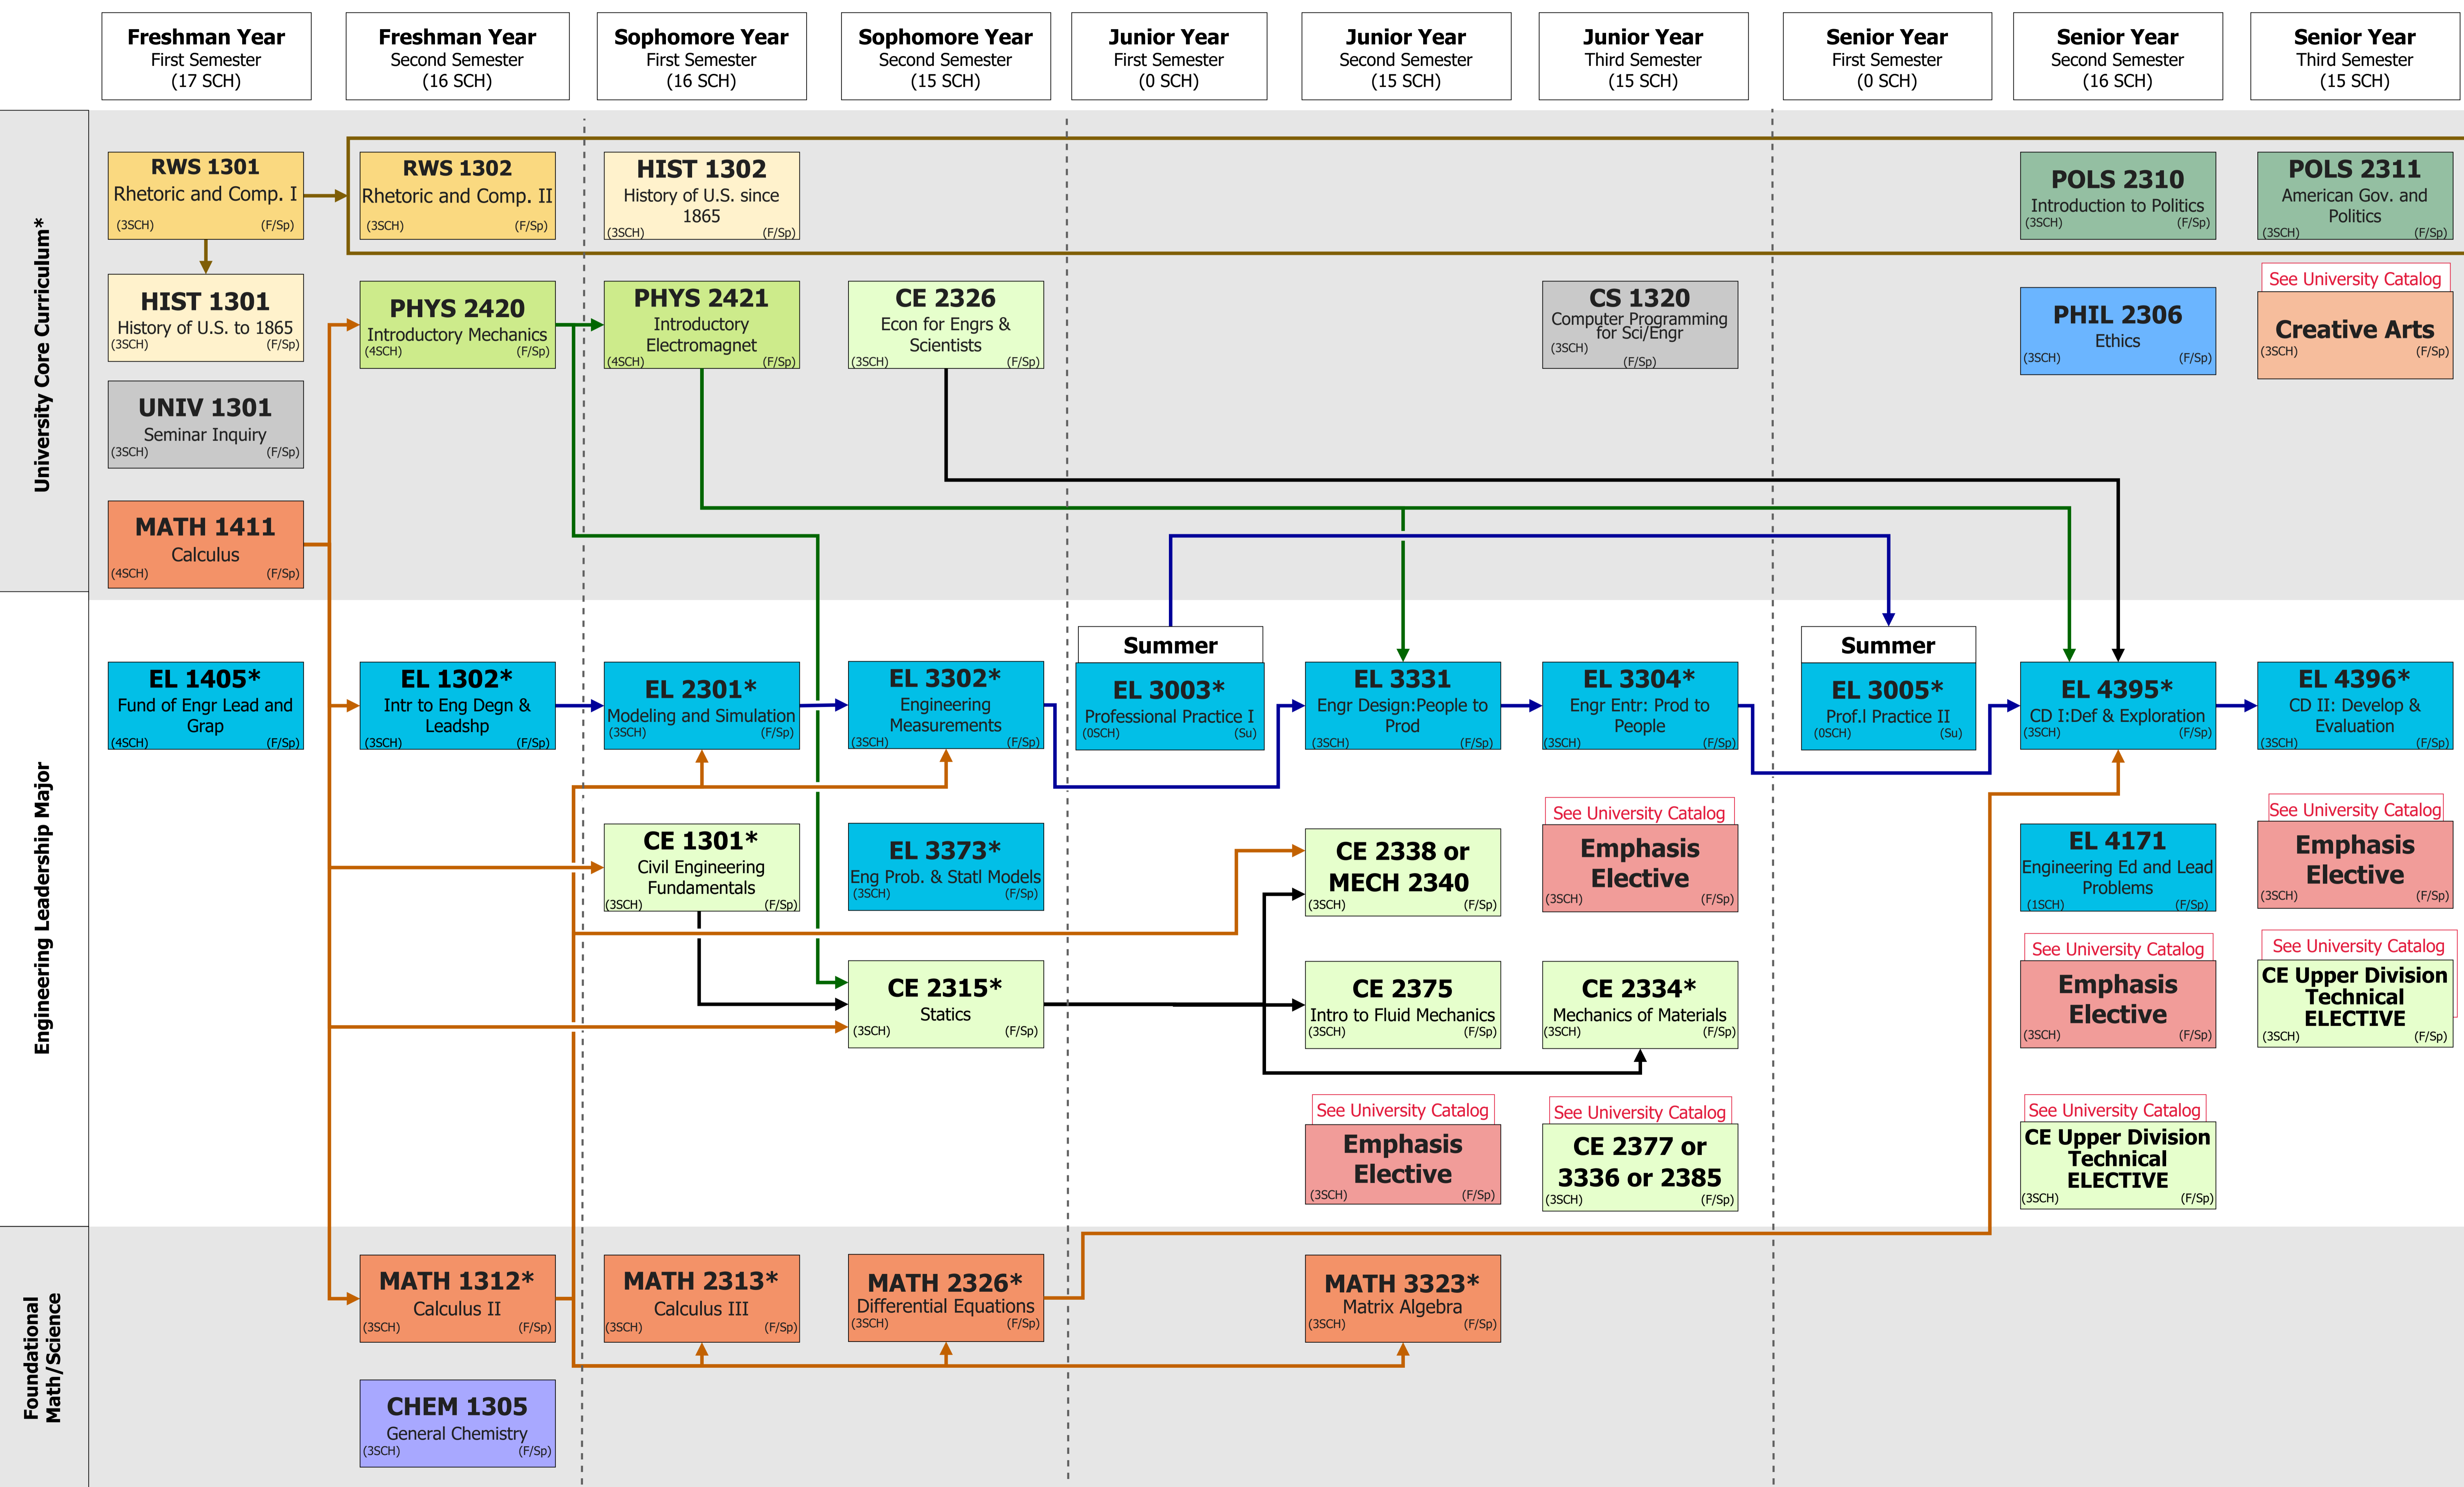 Freshman Year
First Semester
(17 SCH)
Freshman Year
Second Semester
(16 SCH)
Sophomore Year
First Semester
(16 SCH)
Sophomore Year
Second Semester
(15 SCH)
Junior Year
First Semester
(0 SCH)
Junior Year
Second Semester
(15 SCH)
Junior Year
Third Semester
(15 SCH)
Senior Year
First Semester
(0 SCH)
Senior Year
Second Semester
(16 SCH)
Senior Year
Third Semester
(15 SCH)
University Core Curriculum*
RWS 1301
Rhetoric and Comp. I
(3SCH) (F/Sp)
RWS 1302
Rhetoric and Comp. II
(3SCH) (F/Sp)
HIST 1302
History of U.S. since
1865
(3SCH) (F/Sp)
POLS 2310
Introduction to Politics
(3SCH) (F/Sp)
POLS 2311
American Gov. and
Politics
(3SCH) (F/Sp)
HIST 1301
History of U.S. to 1865
(3SCH) (F/Sp)
PHYS 2420
Introductory Mechanics
(4SCH) (F/Sp)
PHYS 2421
Introductory
Electromagnet
(4SCH) (F/Sp)
CE 2326
Econ for Engrs &
Scientists
(3SCH) (F/Sp)
CS 1320
Computer Programming
for Sci/Engr
(3SCH)
(F/Sp)
PHIL 2306
Ethics
(3SCH) (F/Sp)
See University Catalog
Creative Arts
(3SCH) (F/Sp)
UNIV 1301
Seminar Inquiry
(3SCH) (F/Sp)
MATH 1411
Calculus
(4SCH) (F/Sp)
Engineering Leadership Major
EL 1405*
Fund of Engr Lead and
Grap
(4SCH) (F/Sp)
EL 1302*
Intr to Eng Degn &
Leadshp
(3SCH) (F/Sp)
EL 2301*
Modeling and Simulation
(3SCH) (F/Sp)
EL 3302*
Engineering
Measurements
(3SCH) (F/Sp)
Summer
EL 3003*
Professional Practice I
(0SCH) (Su)
EL 3331
Engr Design:People to
Prod
(3SCH) (F/Sp)
EL 3304*
Engr Entr: Prod to
People
(3SCH) (F/Sp)
Summer
EL 3005*
Prof.l Practice II
(0SCH) (Su)
EL 4395*
CD I:Def & Exploration
(3SCH) (F/Sp)
EL 4396*
CD II: Develop &
Evaluation
(3SCH) (F/Sp)
CE 1301*
Civil Engineering
Fundamentals
(3SCH) (F/Sp)
EL 3373*
Eng Prob. & Statl Models
(3SCH) (F/Sp)
CE 2338 or
MECH 2340
(3SCH) (F/Sp)
See University Catalog
Emphasis
Elective
(3SCH) (F/Sp)
EL 4171
Engineering Ed and Lead
Problems
(1SCH) (F/Sp)
See University Catalog
Emphasis
Elective
(3SCH) (F/Sp)
CE 2315*
Statics
(3SCH) (F/Sp)
CE 2375
Intro to Fluid Mechanics
(3SCH) (F/Sp)
CE 2334*
Mechanics of Materials
(3SCH) (F/Sp)
See University Catalog
Emphasis
Elective
(3SCH) (F/Sp)
See University Catalog
CE Upper Division
Technical
ELECTIVE
(3SCH) (F/Sp)
See University Catalog
Emphasis
Elective
(3SCH) (F/Sp)
See University Catalog
CE 2377 or
3336 or 2385
(3SCH) (F/Sp)
See University Catalog
CE Upper Division
Technical
ELECTIVE
(3SCH) (F/Sp)
Foundational
Math/Science
MATH 1312*
Calculus II
(3SCH) (F/Sp)
MATH 2313*
Calculus III
(3SCH) (F/Sp)
MATH 2326*
Differential Equations
(3SCH) (F/Sp)
MATH 3323*
Matrix Algebra
(3SCH) (F/Sp)
CHEM 1305
General Chemistry
(3SCH) (F/Sp)